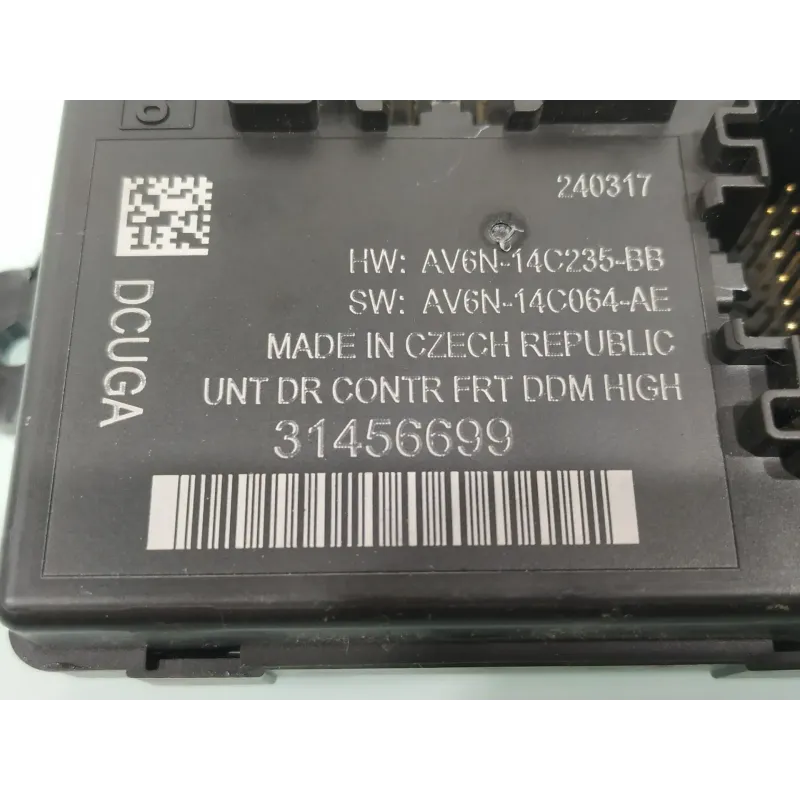 240317
HW: AV6N-14C235-BB
SW: AV6N-14C064-AE
MADE IN CZECH REPUBLIC
UNT DR CONTR FRT DDM HIGH
31456699
DCUGA